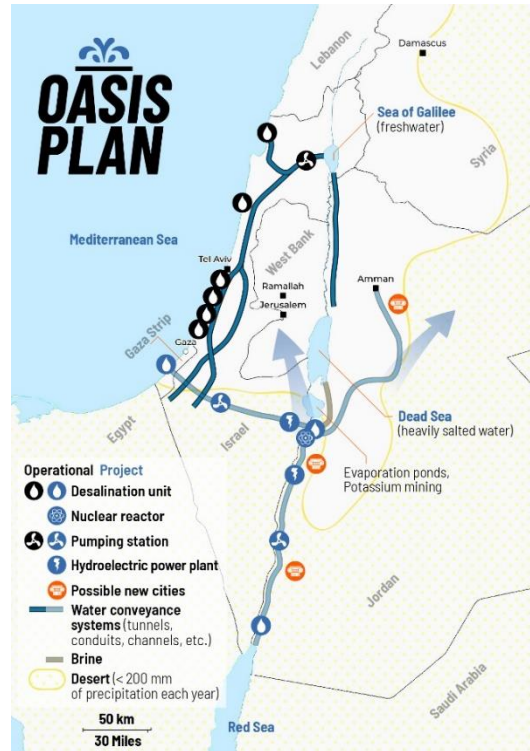 OASIS
PLAN
Lebanon
Damascus
Sea of Galilee
(freshwater)
Syria
Mediterranean Sea
West Bank
Tel Aviv
Ramallah
Jerusalem
Amman
Gaza Strip
Gaza
Egypt
Israel
Dead Sea
(heavily salted water)
Evaporation ponds,
Potassium mining
Jordan
Saudi Arabia
Red Sea
Operational Project
Desalination unit
Nuclear reactor
Pumping station
Hydroelectric power plant
Possible new cities
Water conveyance
systems (tunnels,
conduits, channels, etc.)
Brine
Desert (< 200 mm
of precipitation each year)
50 km
30 Miles